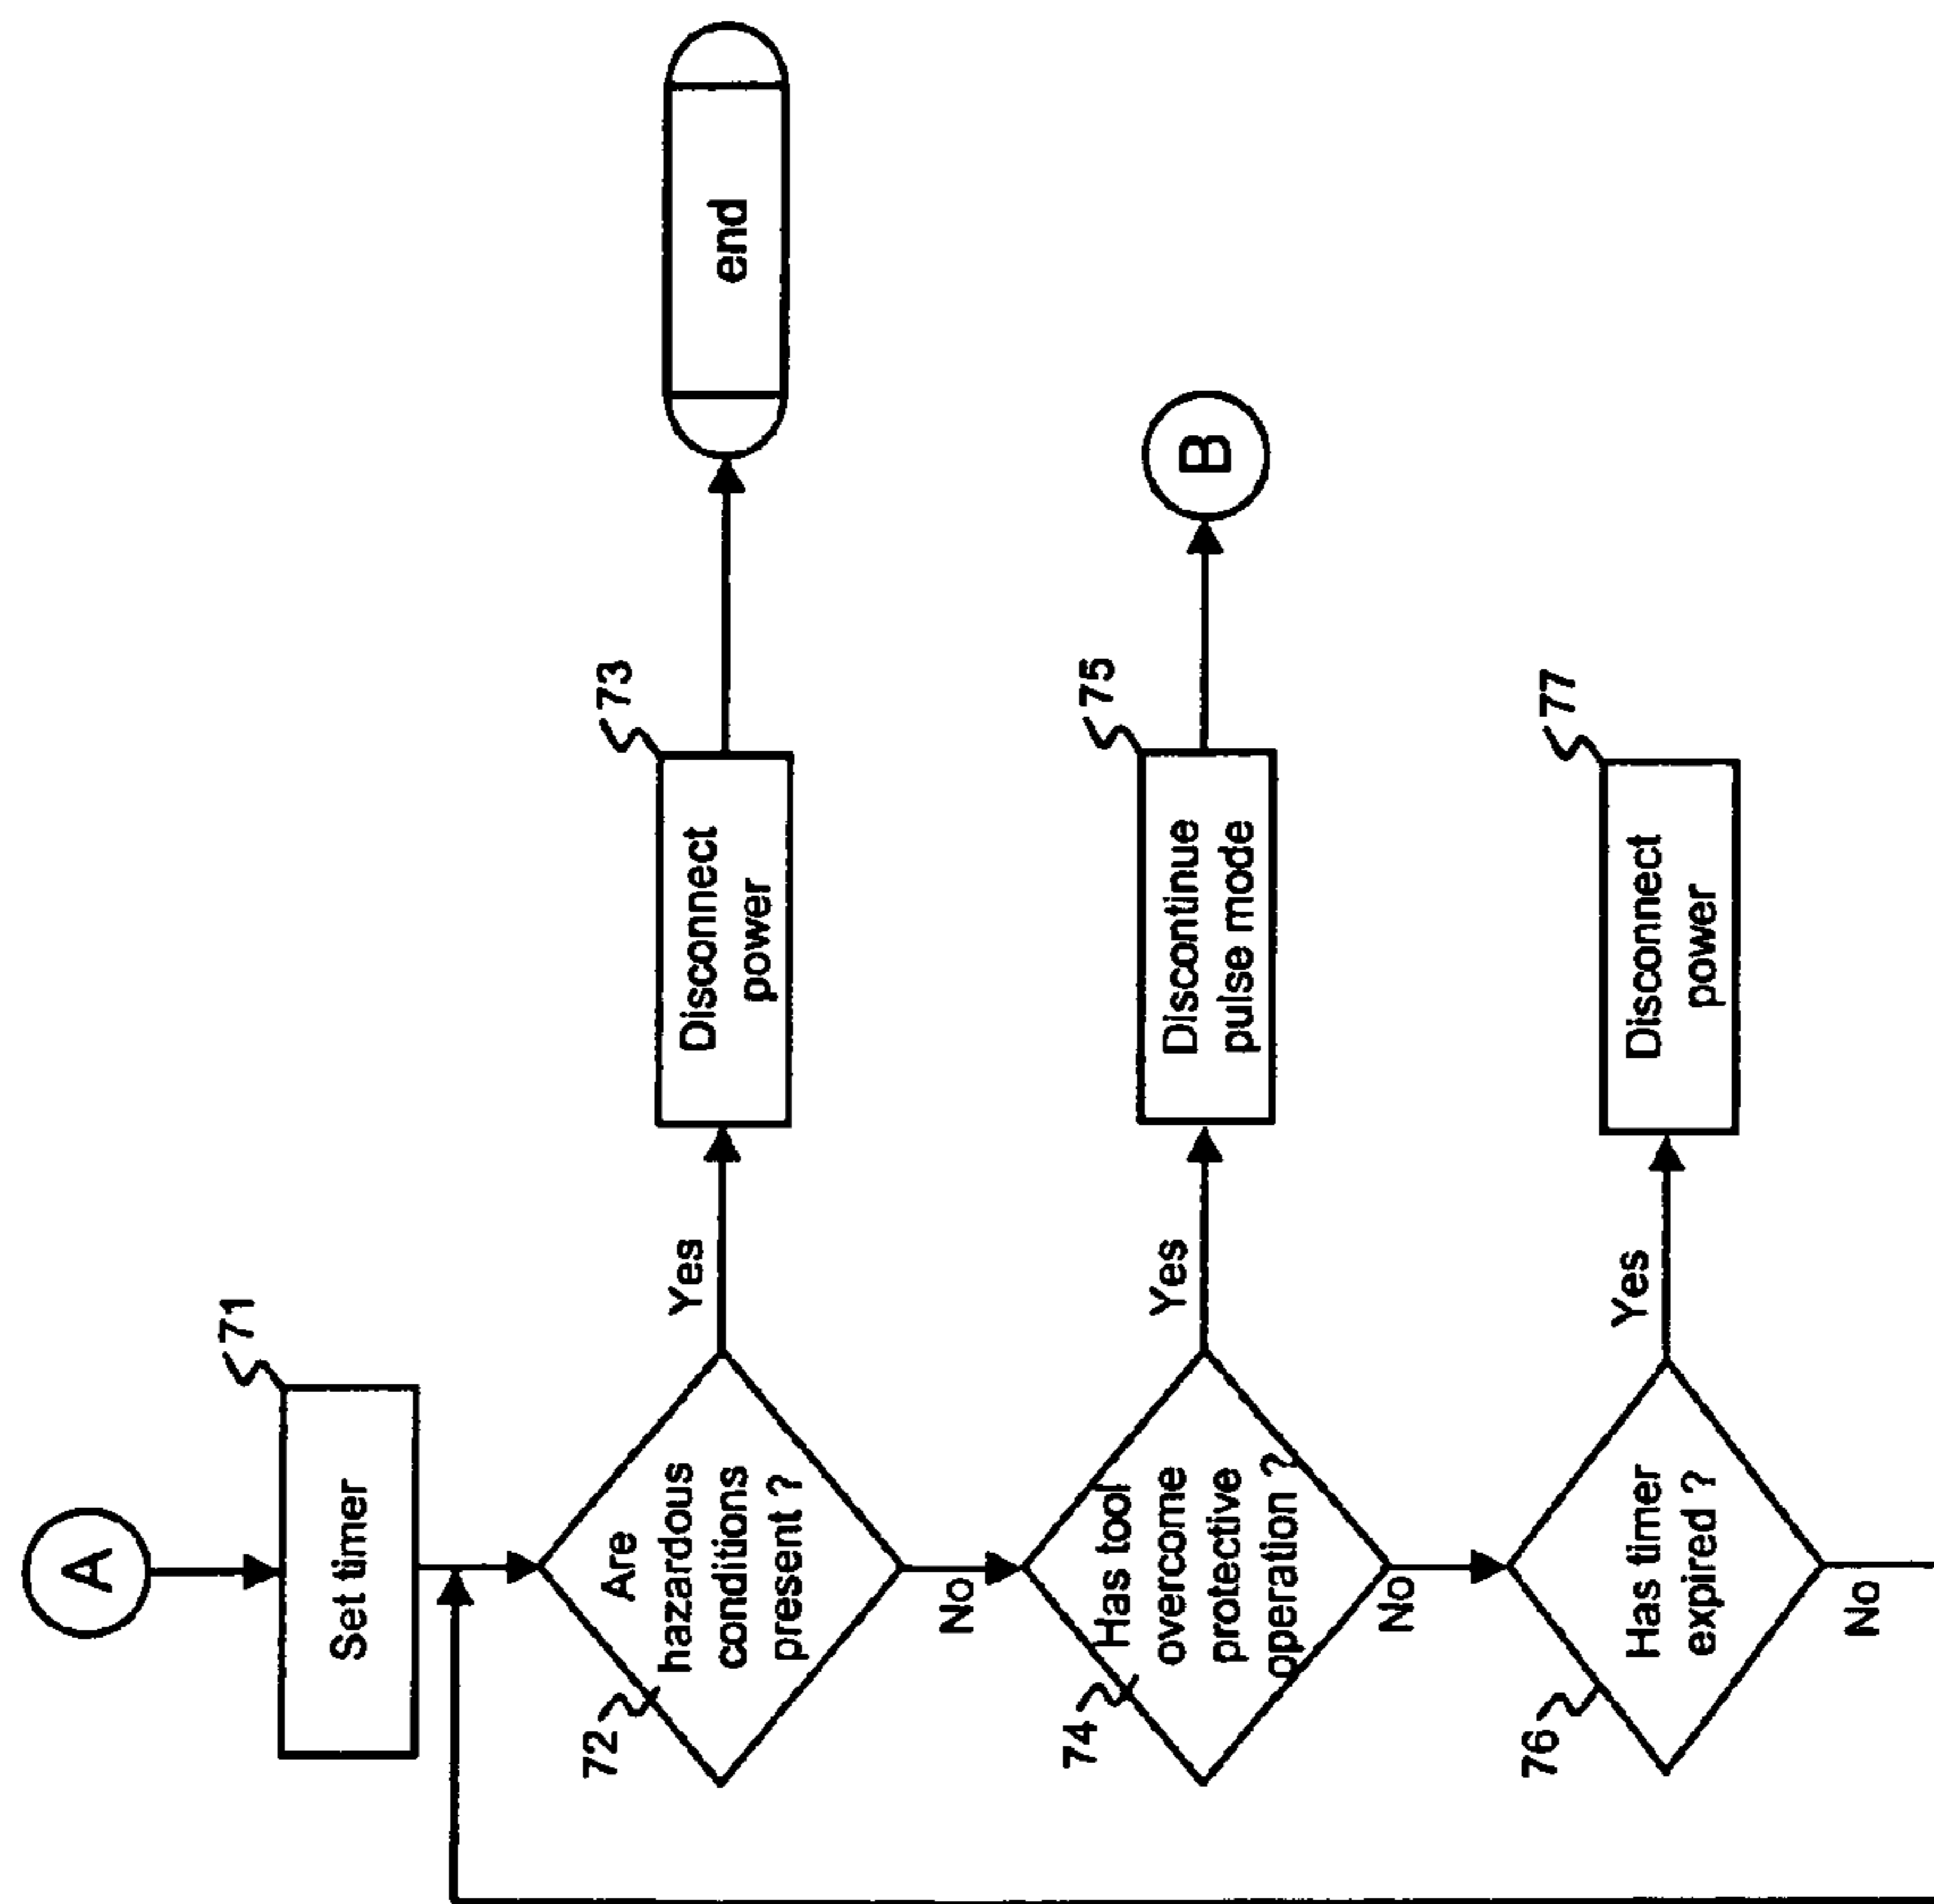 A
71
Set timer
72
Are
hazardous
conditions
present ?
Yes
73
Disconnect
power
end
No
74
Has tool
overcome
protective
operation ?
Yes
75
Discontinue
pulse mode
B
No
76
Has timer
expired ?
Yes
77
Disconnect
power
No